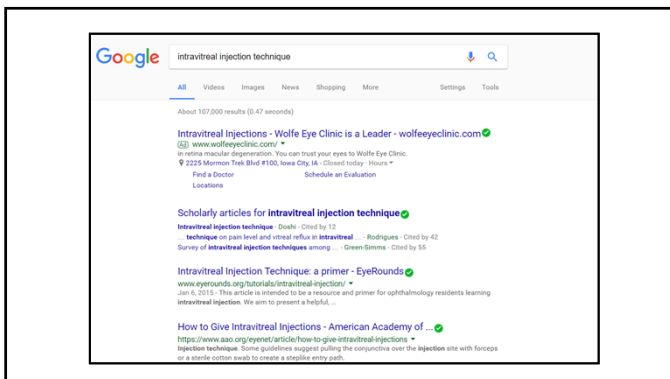 Google
intravitreal injection technique
All Videos Images News Shopping More Settings Tools
About 107,000 results (0.47 seconds)
Intravitreal Injections - Wolfe Eye Clinic is a Leader - wolfeeyeclinic.com
Ad www.wolfeeyeclinic.com/
in retina macular degeneration. You can trust your eyes to Wolfe Eye Clinic.
2225 Mormon Trek Blvd #100, Iowa City, IA - Closed today · Hours
Find a Doctor Schedule an Evaluation
Locations
Scholarly articles for intravitreal injection technique
Intravitreal injection technique - Doshi - Cited by 12
... technique on pain level and vitreal reflux in intravitreal ... - Rodrigues - Cited by 42
Survey of intravitreal injection techniques among ... - Green-Simms - Cited by 55
Intravitreal Injection Technique: a primer - EyeRounds
www.eyerounds.org/tutorials/intravitreal-injection/
Jan 6, 2015 - This article is intended to be a resource and primer for ophthalmology residents learning
intravitreal injection. We aim to present a helpful, ...
How to Give Intravitreal Injections - American Academy of ...
https://www.aao.org/eyenet/article/how-to-give-intravitreal-injections
Injection technique. Some guidelines suggest pulling the conjunctiva over the injection site with forceps
or a sterile cotton swab to create a steplike entry path.